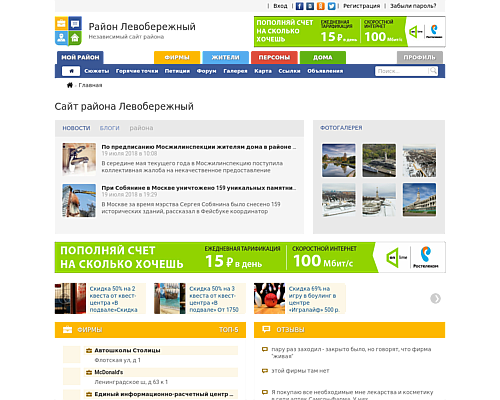 Вход
Регистрация | Забыли пароль?
Район Левобережный
Независимый сайт района
ПОПОЛНЯЙ СЧЕТ
НА СКОЛЬКО ХОЧЕШЬ
ЕЖЕДНЕВНАЯ ТАРИФИКАЦИЯ
15 ₽ в день
СКОРОСТНОЙ ИНТЕРНЕТ
100 Мбит/с
on lime
Ростелеком
МОЙ РАЙОН
ФИРМЫ
ЖИТЕЛИ
ПЕРСОНЫ
ДОМА
ПРОФИЛЬ
Сюжеты Горячие точки Петиции Форум Галерея Карта Ссылки Объявления
Поиск...
Главная
Сайт района Левобережный
НОВОСТИ БЛОГИ района
По предписанию Мосжилинспекции жителям дома в районе ..
19 июля 2018 в 10:00
В середине мая текущего года в Мосжилинспекцию поступила
коллективная жалоба на некачественное предоставление
При Собянине в Москве уничтожено 159 уникальных памятни..
19 июля 2018 в 19:29
В Москве за время мэрства Сергея Собянина было снесено 159
исторических зданий, рассказал в Фейсбуке координатор
ФОТОГАЛЕРЕЯ
ПОПОЛНЯЙ СЧЕТ
НА СКОЛЬКО ХОЧЕШЬ
ЕЖЕДНЕВНАЯ ТАРИФИКАЦИЯ
15 ₽ в день
СКОРОСТНОЙ ИНТЕРНЕТ
100 Мбит/с
on lime
Ростелеком
Скидка 50% на 2
квеста от квест-
центра «В
подвале»Скидка
Скидка 50% на 3
квеста от квест-
центра «В
подвале» От 1750
Скидка 69% на
игру в боулинг в
центре
«Игралайф» 500 р.
ФИРМЫ
ТОП-5
Автошколы Столицы
Флотская ул, д 1
McDonald's
Ленинградское ш, д 63 к 1
Единый информационно-расчетный центр ..
ОТЗЫВЫ
пару раз заходил - закрыто было, но говорят, что фирма
"живая"
этой фирмы там нет
Я покупаю все необходимые мне лекарства и косметику